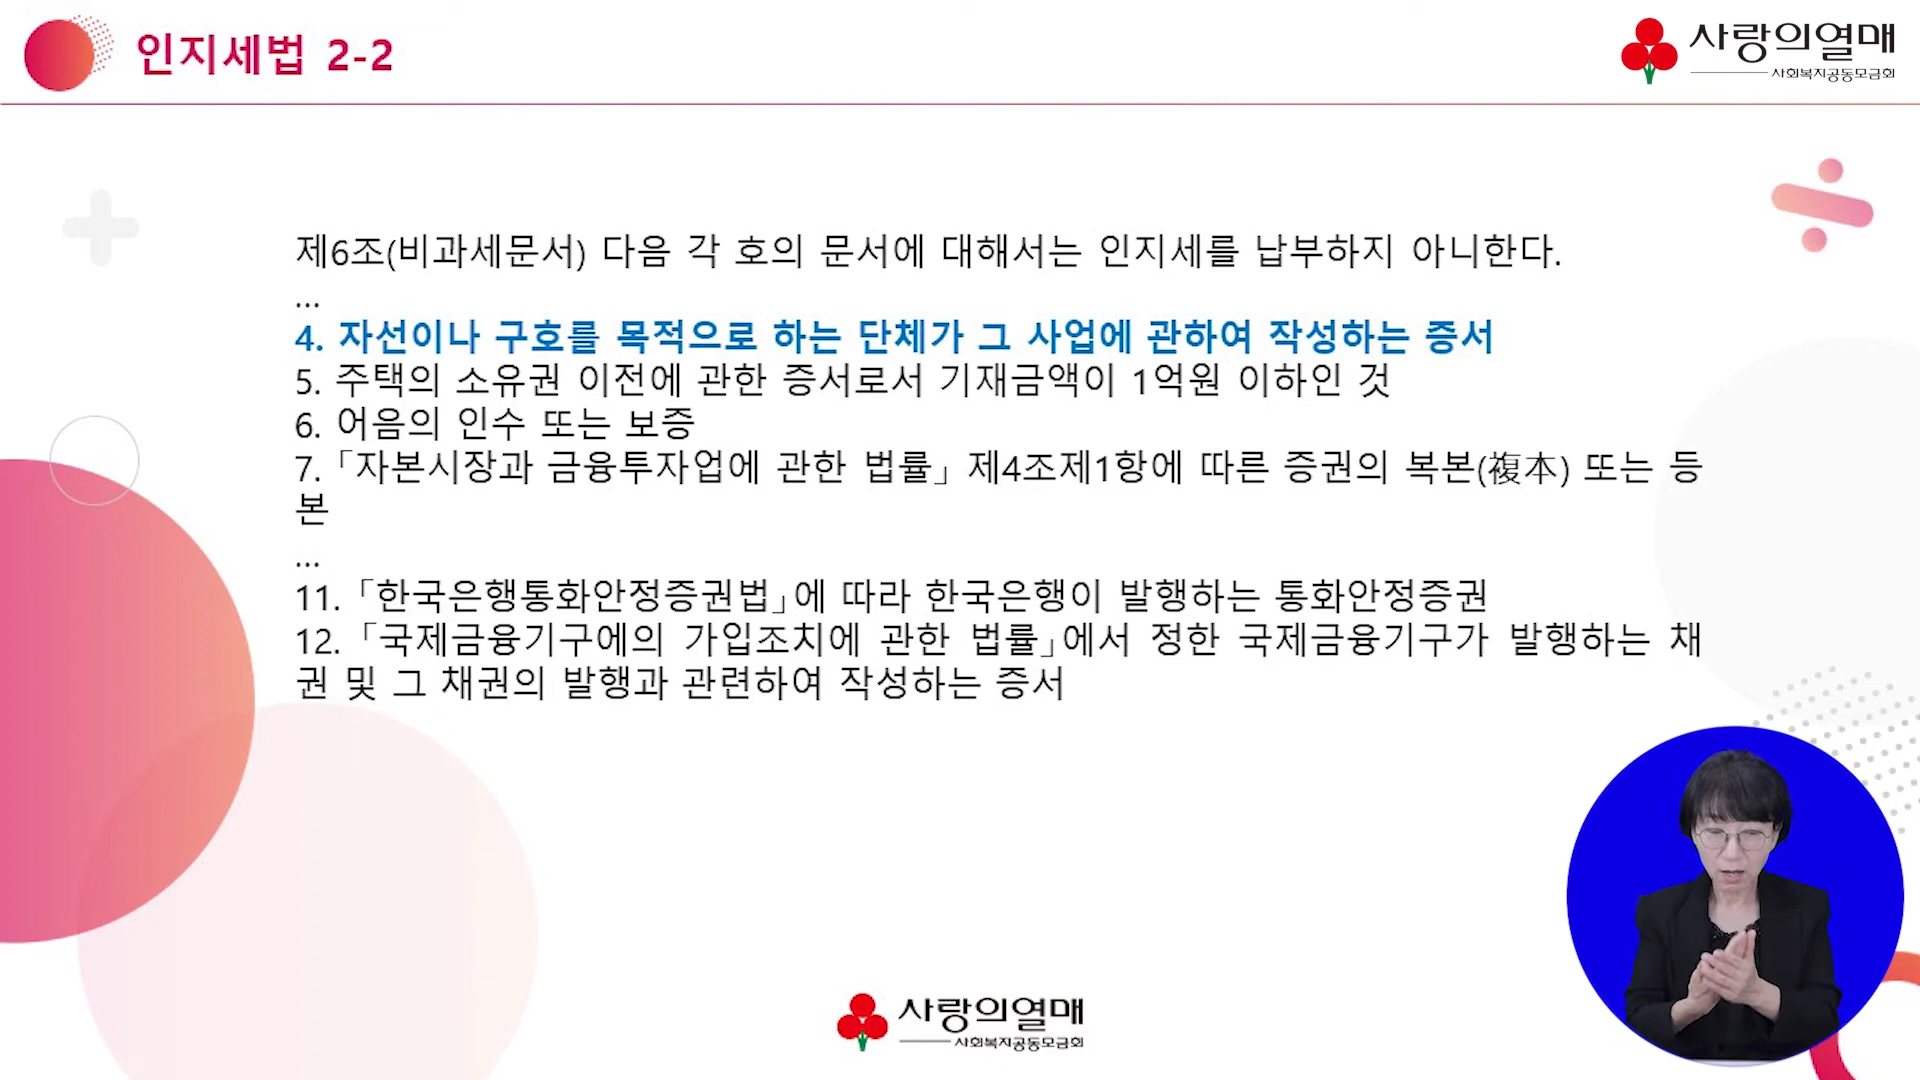 인지세법 2-2
사랑의열매
사회복지공동모금회
제6조(비과세문서) 다음 각 호의 문서에 대해서는 인지세를 납부하지 아니한다.
...
4. 자선이나 구호를 목적으로 하는 단체가 그 사업에 관하여 작성하는 증서
5. 주택의 소유권 이전에 관한 증서로서 기재금액이 1억원 이하인 것
6. 어음의 인수 또는 보증
7.「자본시장과 금융투자업에 관한 법률」 제4조제1항에 따른 증권의 복본(複本) 또는 등
본
...
11.「한국은행통화안정증권법」에 따라 한국은행이 발행하는 통화안정증권
12.「국제금융기구에의 가입조치에 관한 법률」에서 정한 국제금융기구가 발행하는 채
권 및 그 채권의 발행과 관련하여 작성하는 증서
사랑의열매
사회복지공동모금회